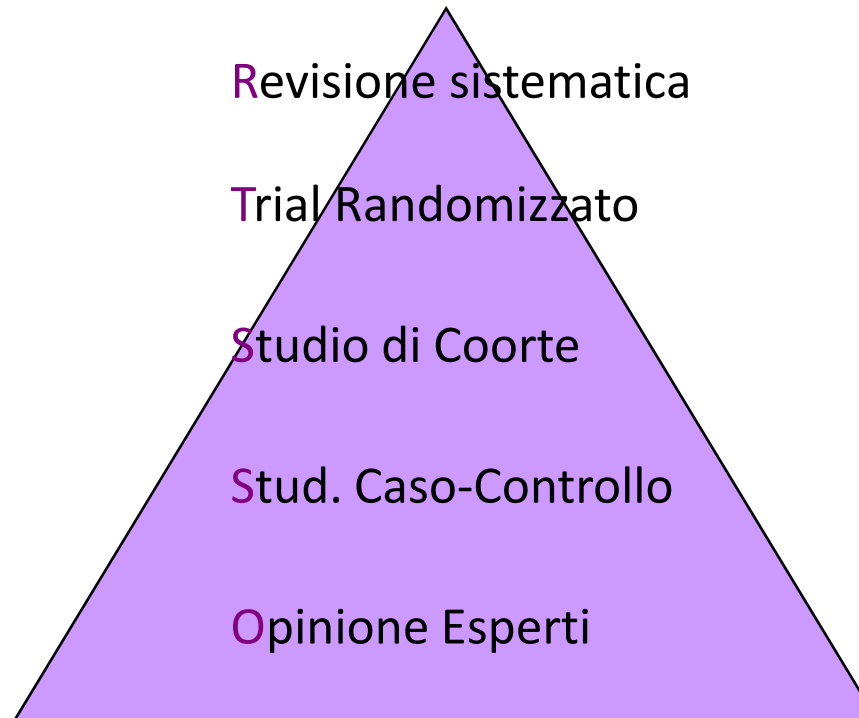 Revisione sistematica
Trial Randomizzato
Studio di Coorte
Stud. Caso-Controllo
Opinione Esperti